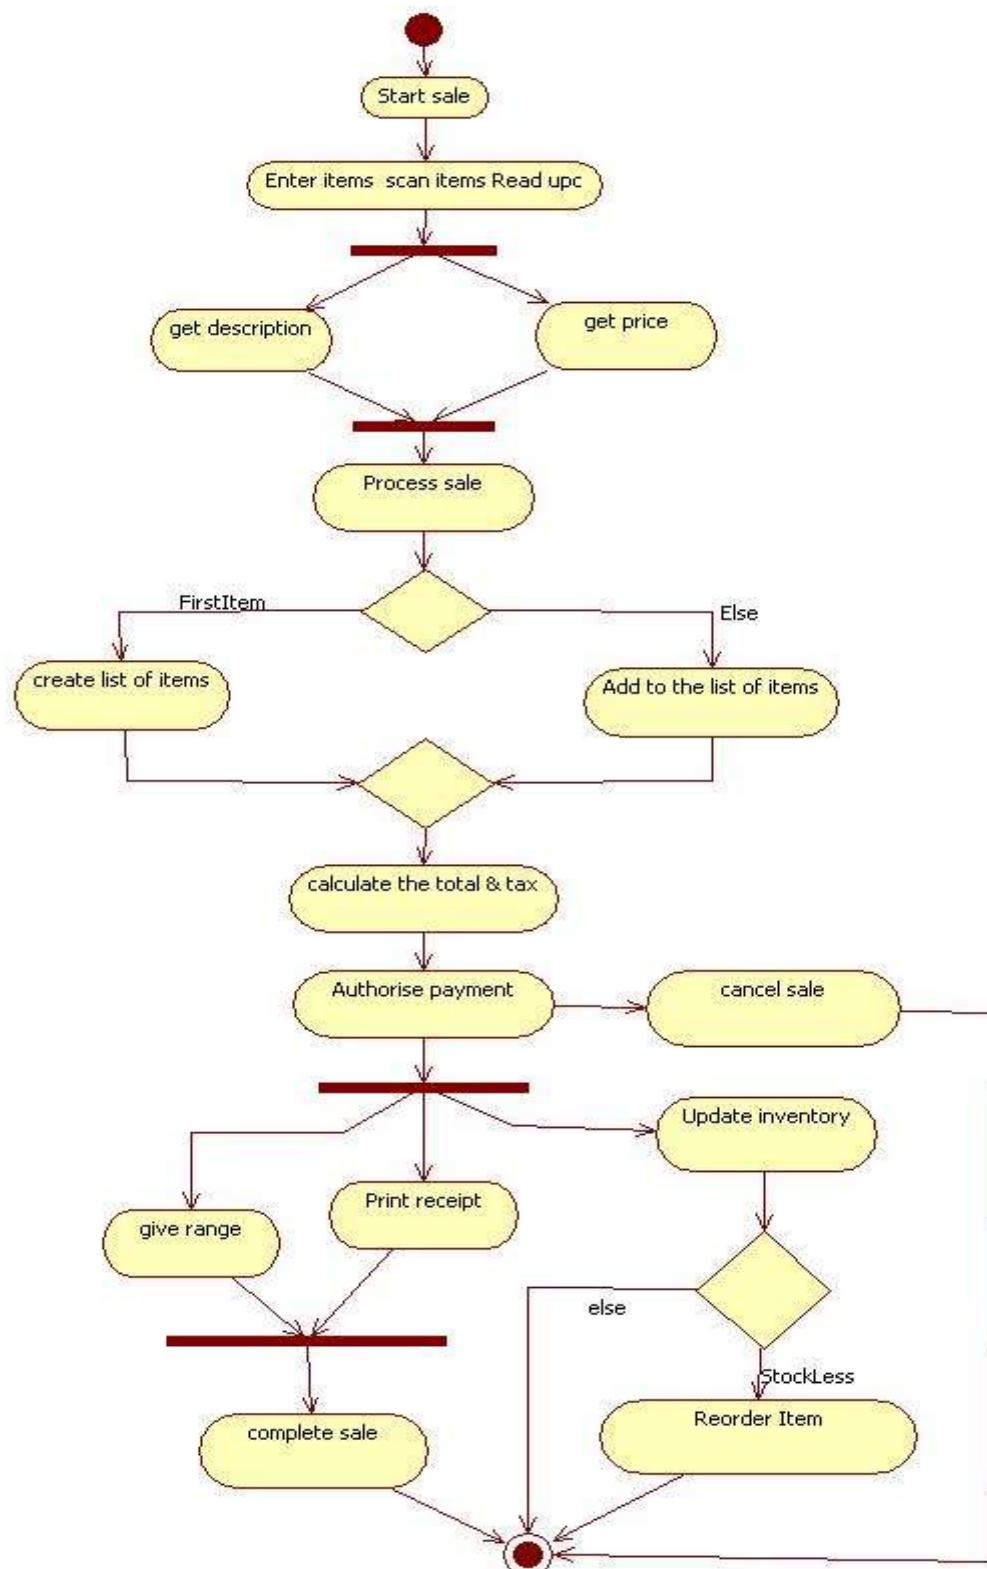 Start sale
Enter items  scan items Read upc
get description
get price
Process sale
FirstItem
Else
create list of items
Add to the list of items
calculate the total & tax
Authorise payment
cancel sale
Update inventory
Print receipt
give range
else
StockLess
Reorder Item
complete sale